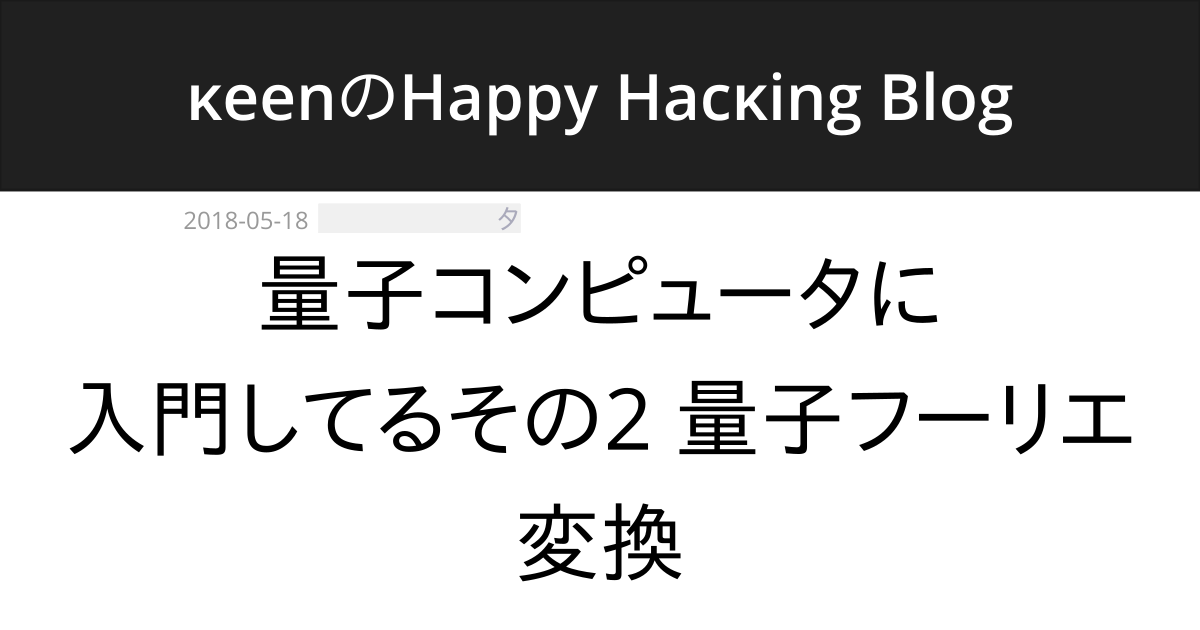 κeenのHappy Hacκing Blog
2018-05-18 タ
量子コンピュータに
入門してるその2 量子フーリエ
変換